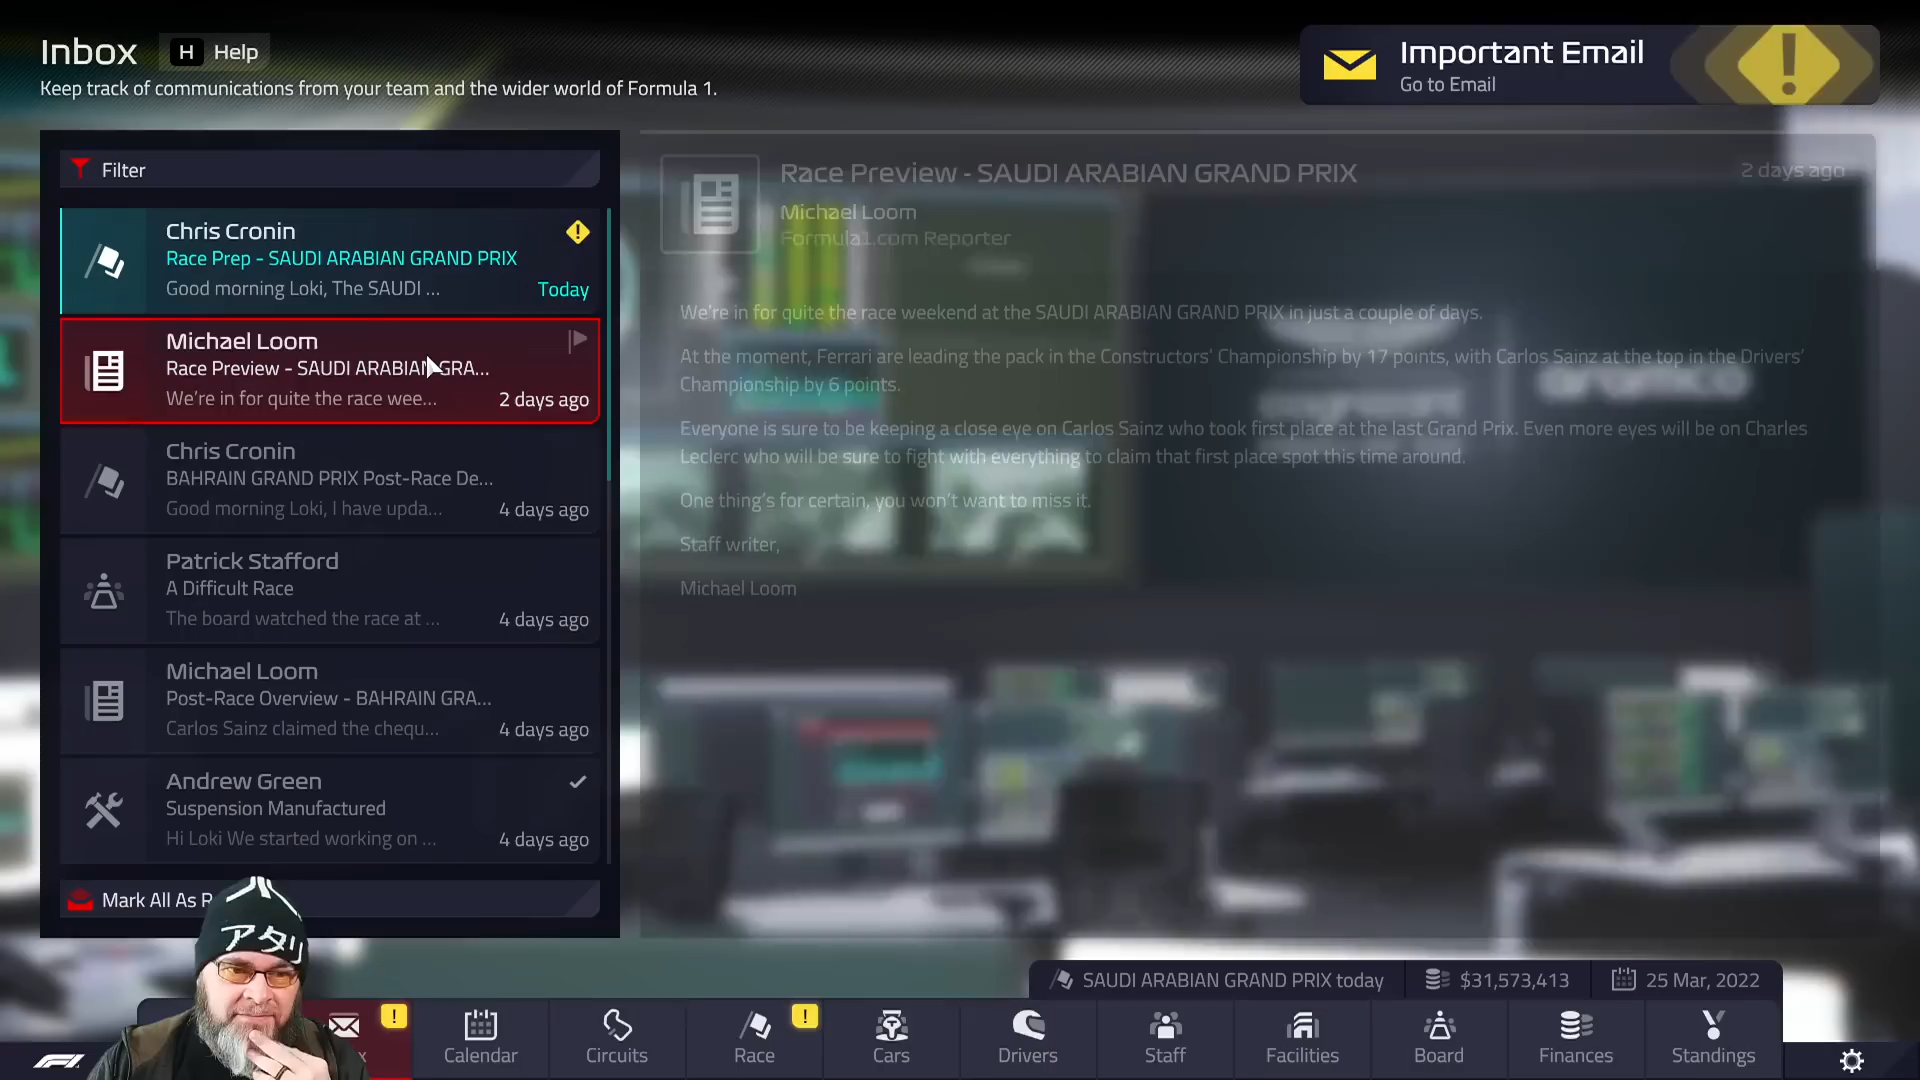 Inbox
H Help
Keep track of communications from your team and the wider world of Formula 1.
Important Email
Go to Email
Filter
Chris Cronin
Race Prep - SAUDI ARABIAN GRAND PRIX
Good morning Loki, The SAUDI ...
Today
Michael Loom
Race Preview - SAUDI ARABIAN GRA...
We're in for quite the race wee...
2 days ago
Chris Cronin
BAHRAIN GRAND PRIX Post-Race De...
Good morning Loki, I have upda...
4 days ago
Patrick Stafford
A Difficult Race
The board watched the race at ...
4 days ago
Michael Loom
Post-Race Overview - BAHRAIN GRA...
Carlos Sainz claimed the chequ...
4 days ago
Andrew Green
Suspension Manufactured
Hi Loki We started working on ...
4 days ago
Mark All As R
Race Preview - SAUDI ARABIAN GRAND PRIX
2 days ago
Michael Loom
Formula1.com Reporter
We're in for quite the race weekend at the SAUDI ARABIAN GRAND PRIX in just a couple of days.
At the moment, Ferrari are leading the pack in the Constructors' Championship by 17 points, with Carlos Sainz at the top in the Drivers'
Championship by 6 points.
Everyone is sure to be keeping a close eye on Carlos Sainz who took first place at the last Grand Prix. Even more eyes will be on Charles
Leclerc who will be sure to fight with everything to claim that first place spot this time around.
One thing's for certain, you won't want to miss it.
Staff writer,
Michael Loom
cognizant
aramco
アタリ
SAUDI ARABIAN GRAND PRIX today
$31,573,413
25 Mar, 2022
F1
x
Calendar
Circuits
Race
Cars
Drivers
Staff
Facilities
Board
Finances
Standings